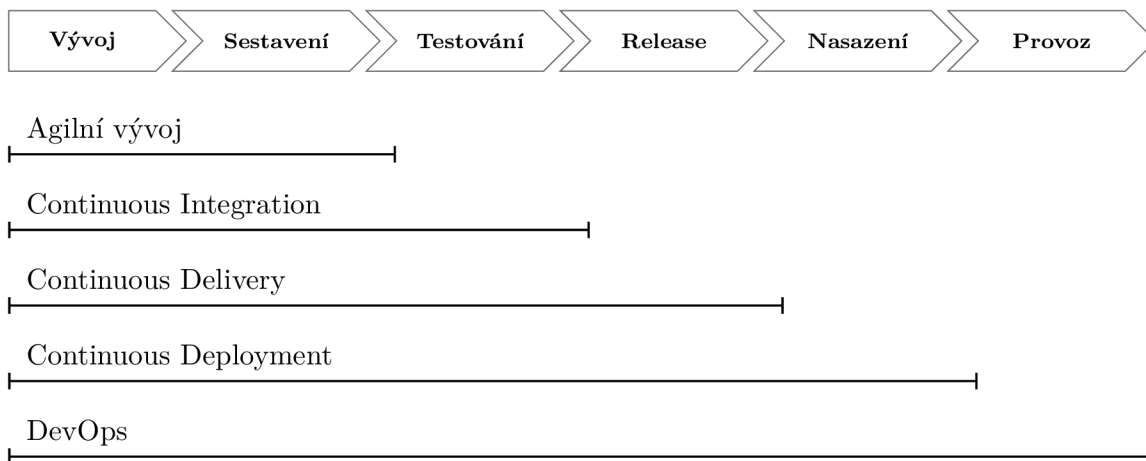 Vývoj Sestavení Testování Release Nasazení Provoz
Agilní vývoj
Continuous Integration
Continuous Delivery
Continuous Deployment
DevOps